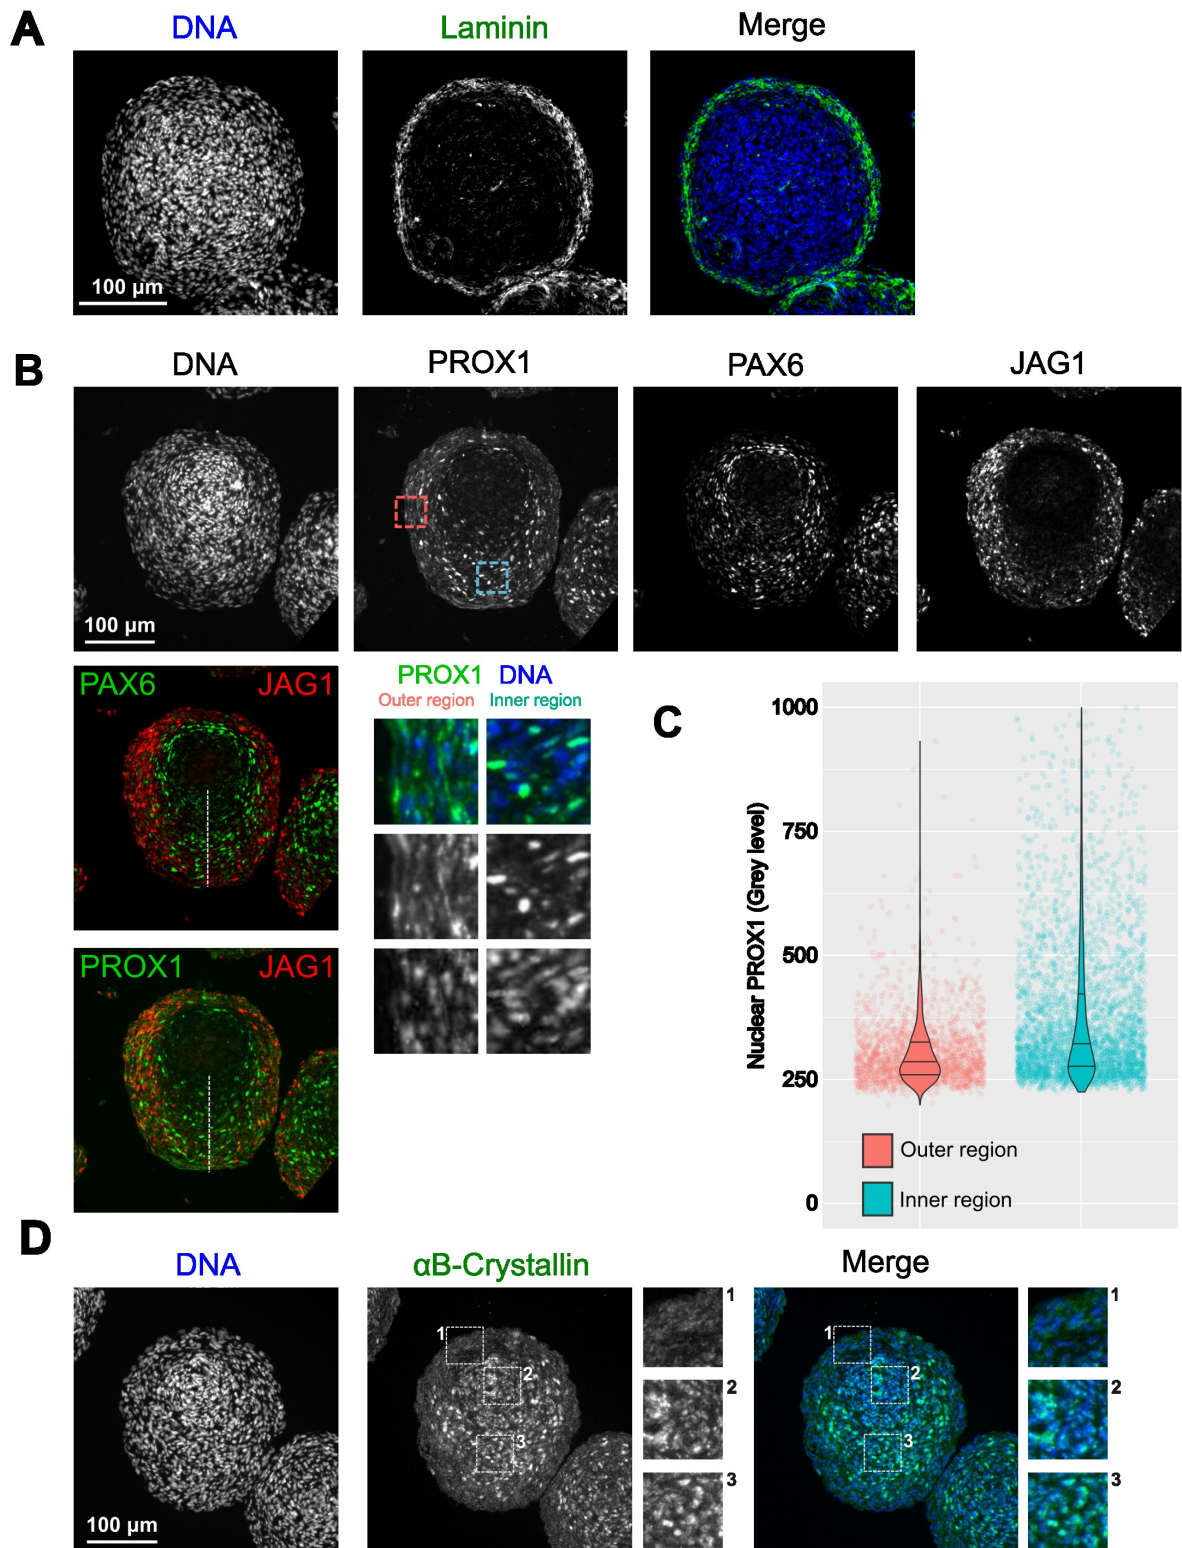 A
DNA
Laminin
Merge
100 µm
B
DNA
PROX1
PAX6
JAG1
100 µm
PAX6
JAG1
PROX1
DNA
Outer region
Inner region
PROX1
JAG1
C
Nuclear PROX1 (Grey level)
1000
750
500
250
0
Outer region
Inner region
D
DNA
αB-Crystallin
Merge
1
2
3
1
2
3
1
2
3
1
2
3
100 µm